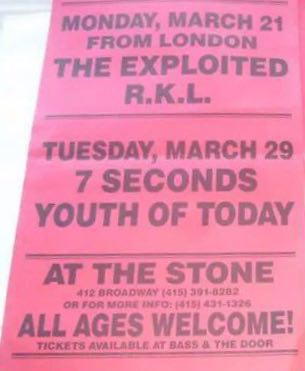 MONDAY, MARCH 21
FROM LONDON
THE EXPLOITED
R.K.L.
TUESDAY, MARCH 29
7 SECONDS
YOUTH OF TODAY
AT THE STONE
412 BROADWAY (415) 391-8282
OR FOR MORE INFO: (415) 431-1326
ALL AGES WELCOME!
TICKETS AVAILABLE AT BASS & THE DOOR